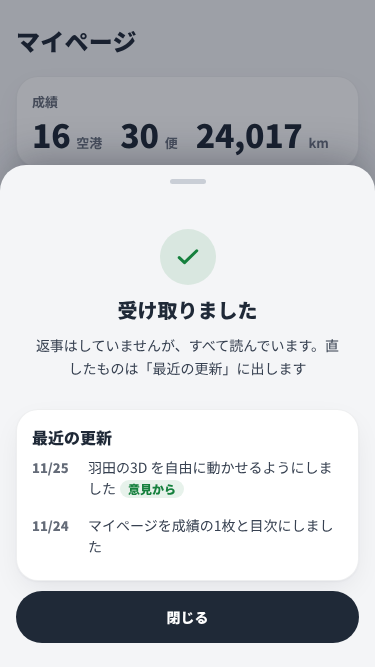 マイページ
成績
16 空港 30 便 24,017 km
受け取りました
返事はしていませんが、すべて読んでいます。直
したものは「最近の更新」に出します
最近の更新
11/25 羽田の3D を自由に動かせるようにしま
した 意見から
11/24 マイページを成績の1枚と目次にしまし
た
閉じる